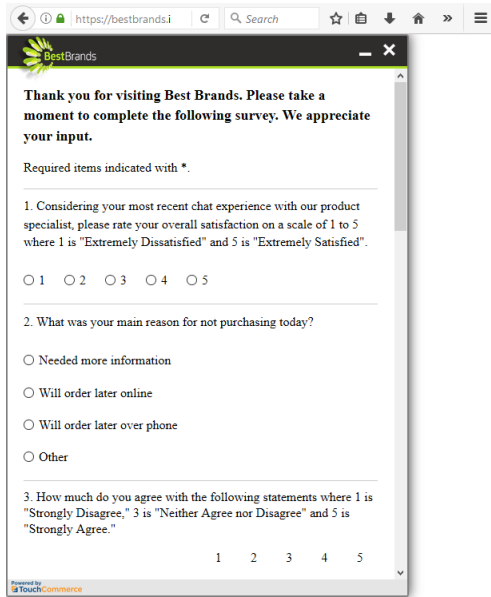 https://bestbrands.i
Search
BestBrands
Thank you for visiting Best Brands. Please take a
moment to complete the following survey. We appreciate
your input.
Required items indicated with *.
1. Considering your most recent chat experience with our product
specialist, please rate your overall satisfaction on a scale of 1 to 5
where 1 is "Extremely Dissatisfied" and 5 is "Extremely Satisfied".
1 2 3 4 5
2. What was your main reason for not purchasing today?
Needed more information
Will order later online
Will order later over phone
Other
3. How much do you agree with the following statements where 1 is
"Strongly Disagree," 3 is "Neither Agree nor Disagree" and 5 is
"Strongly Agree."
1 2 3 4 5
Powered by
TouchCommerce